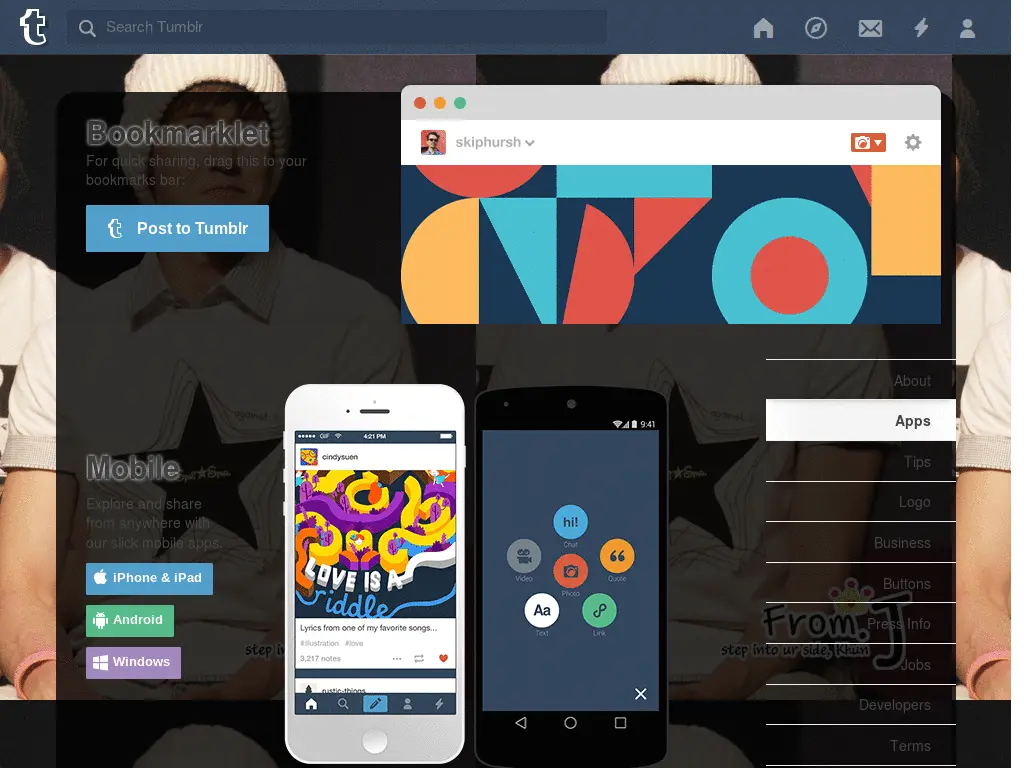 Search Tumblr
Bookmarklet
For quick sharing, drag this to your
bookmarks bar:
Post to Tumblr
skiphursh
Mobile
Explore and share
from anywhere with
our slick mobile apps.
iPhone & iPad
Android
Windows
GIF
4:21 PM
cindysuen
LOVE IS A
riddle
Lyrics from one of my favorite songs...
#illustration #love
3,217 notes
rustic-things
9:41
hi!
Chat
Video
Quote
Photo
Aa
Text
Link
About
Apps
Tips
Logo
Business
Buttons
Press Info
Jobs
Developers
Terms
From.J
step into ur side, Khun
step in